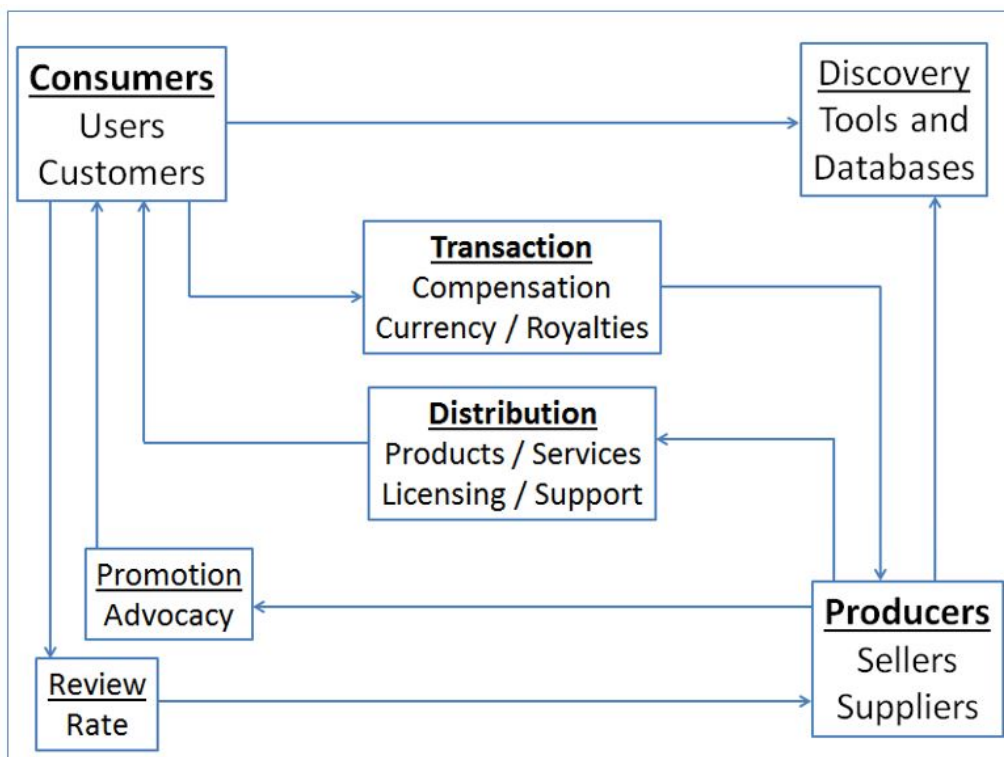 Consumers
Users
Customers
Discovery
Tools and
Databases
Transaction
Compensation
Currency / Royalties
Distribution
Products / Services
Licensing / Support
Promotion
Advocacy
Producers
Sellers
Suppliers
Review
Rate